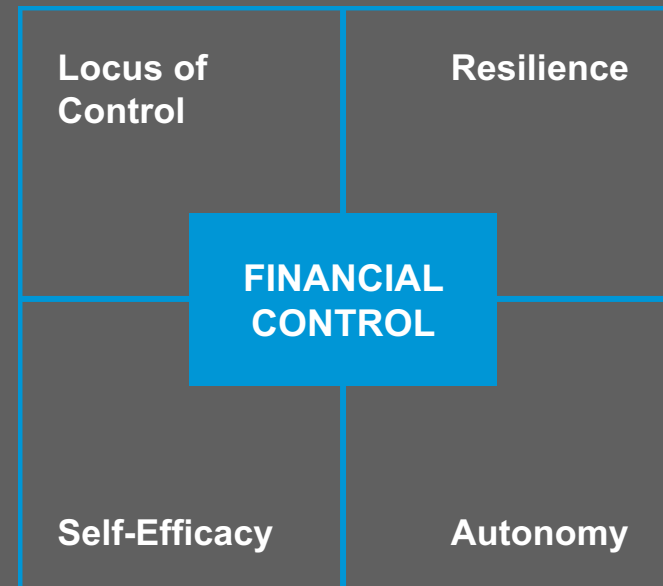 Locus of
Control
Resilience
FINANCIAL
CONTROL
Self-Efficacy
Autonomy